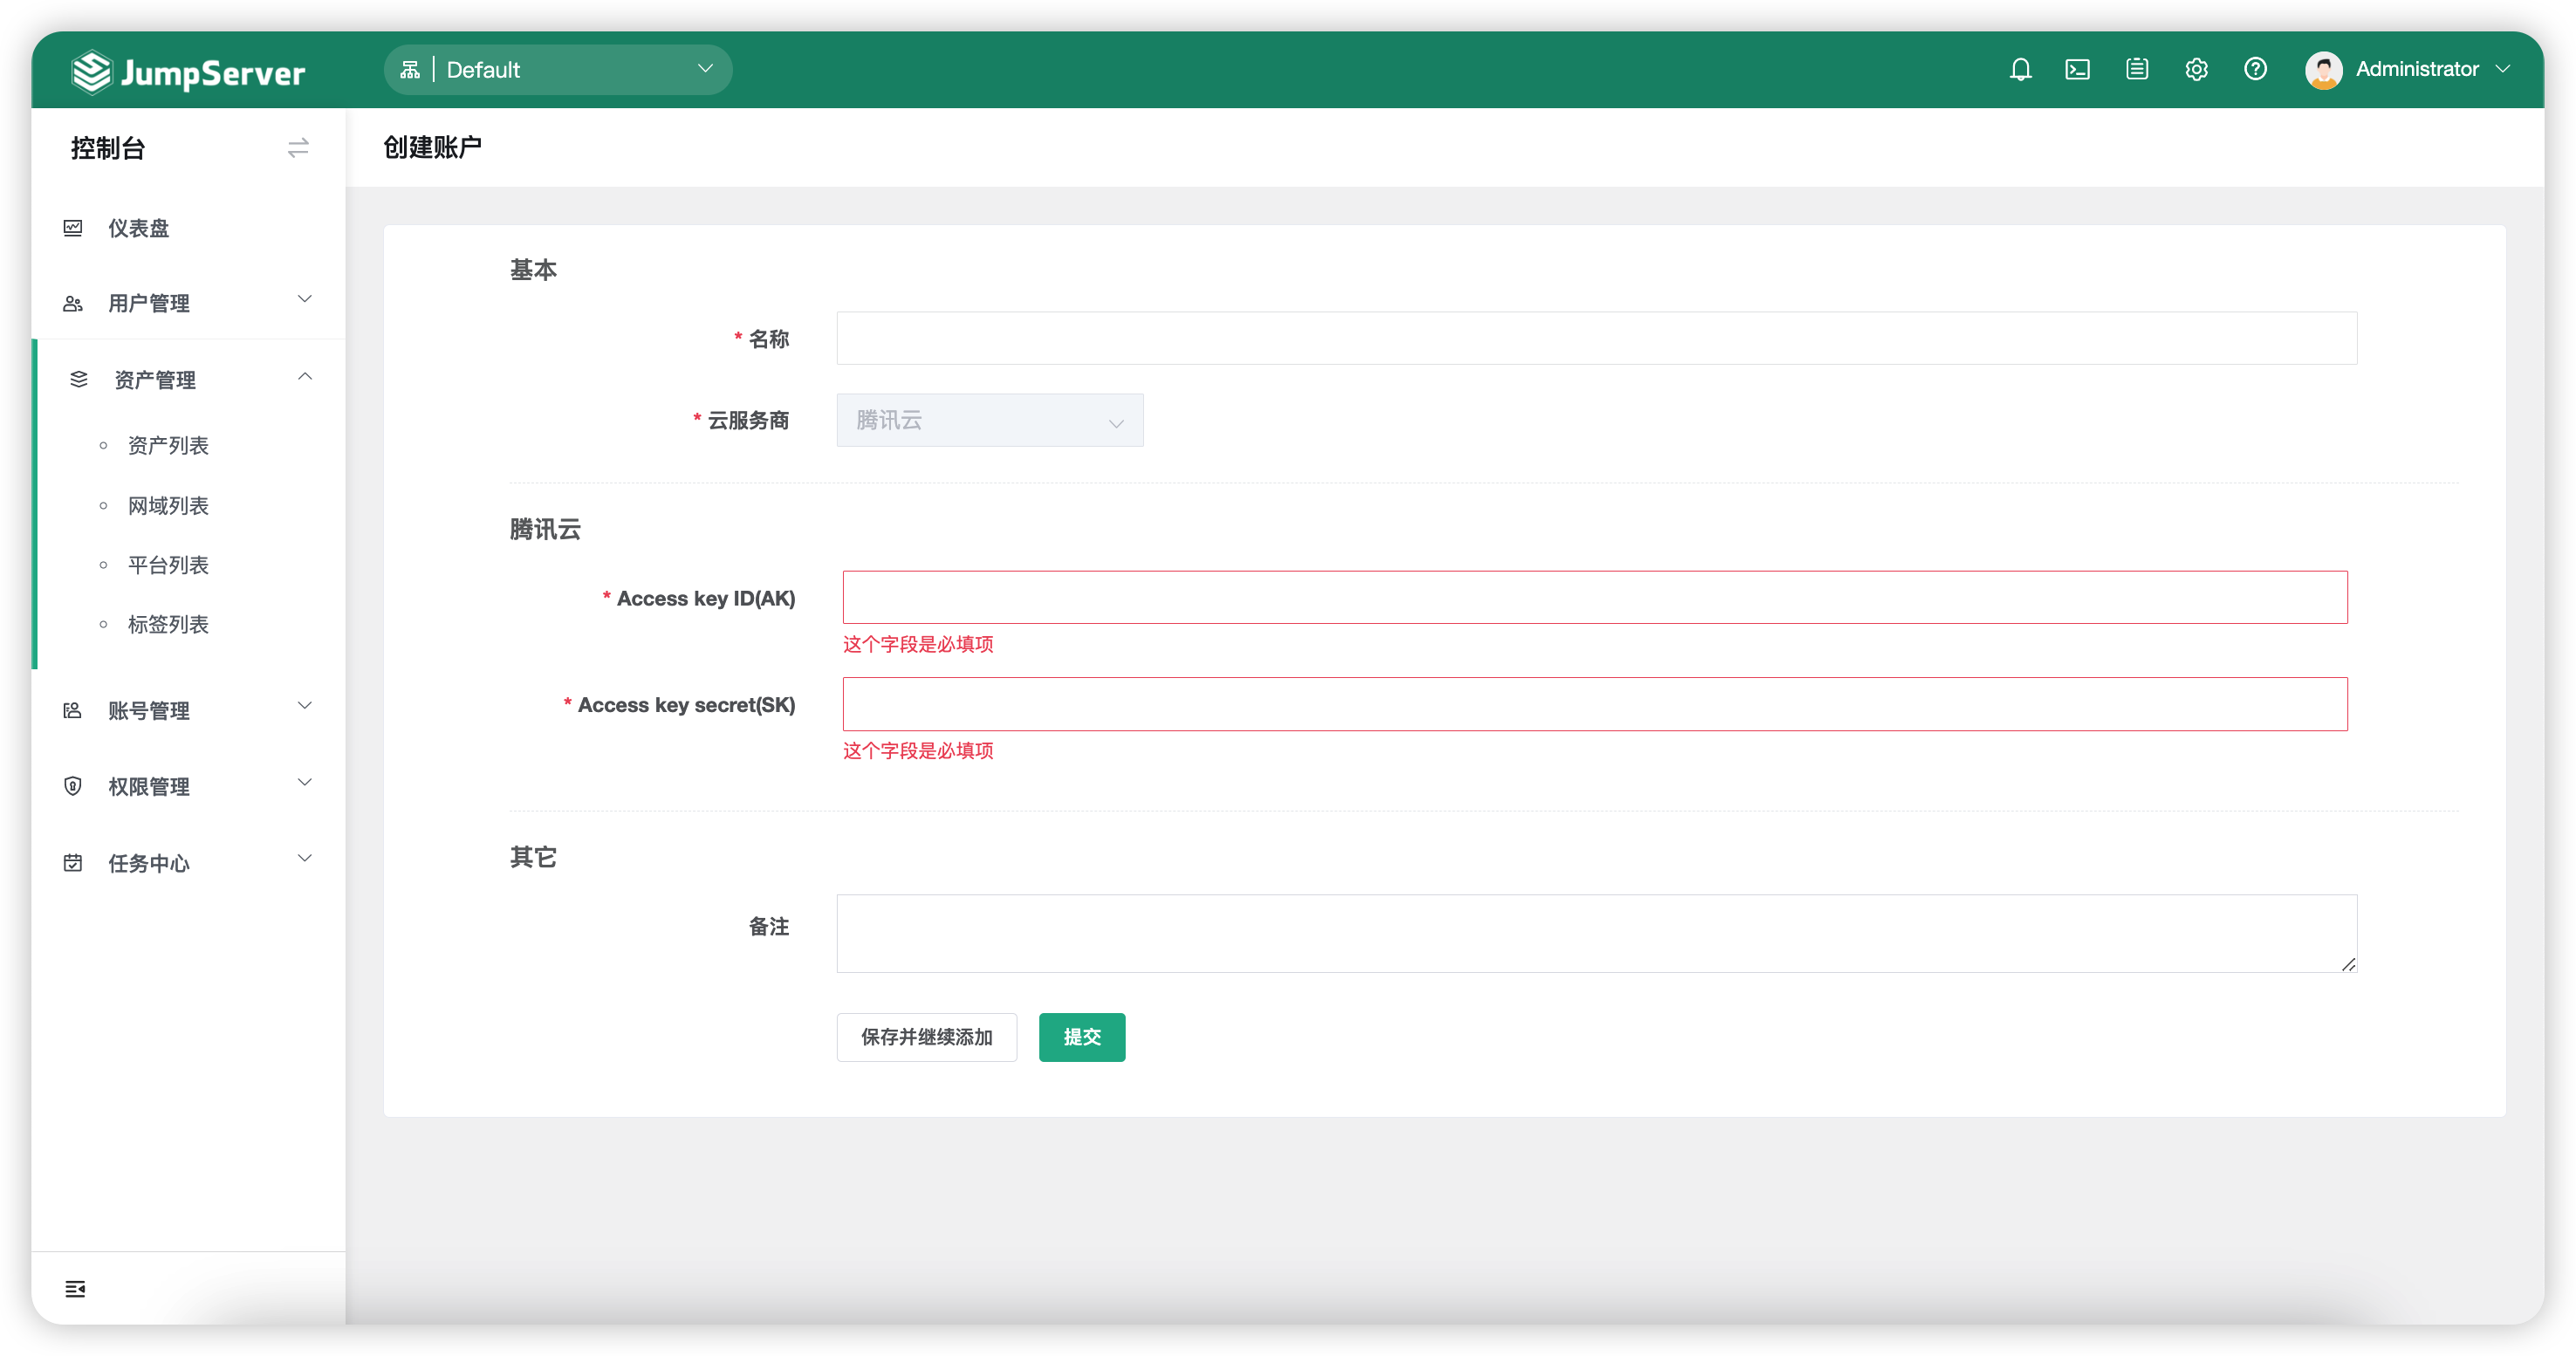 JumpServer
Default
Administrator
控制台
创建账户
仪表盘
用户管理
资产管理
资产列表
网域列表
平台列表
标签列表
账号管理
权限管理
任务中心
基本
* 名称
* 云服务商
腾讯云
腾讯云
* Access key ID(AK)
这个字段是必填项
* Access key secret(SK)
这个字段是必填项
其它
备注
保存并继续添加
提交